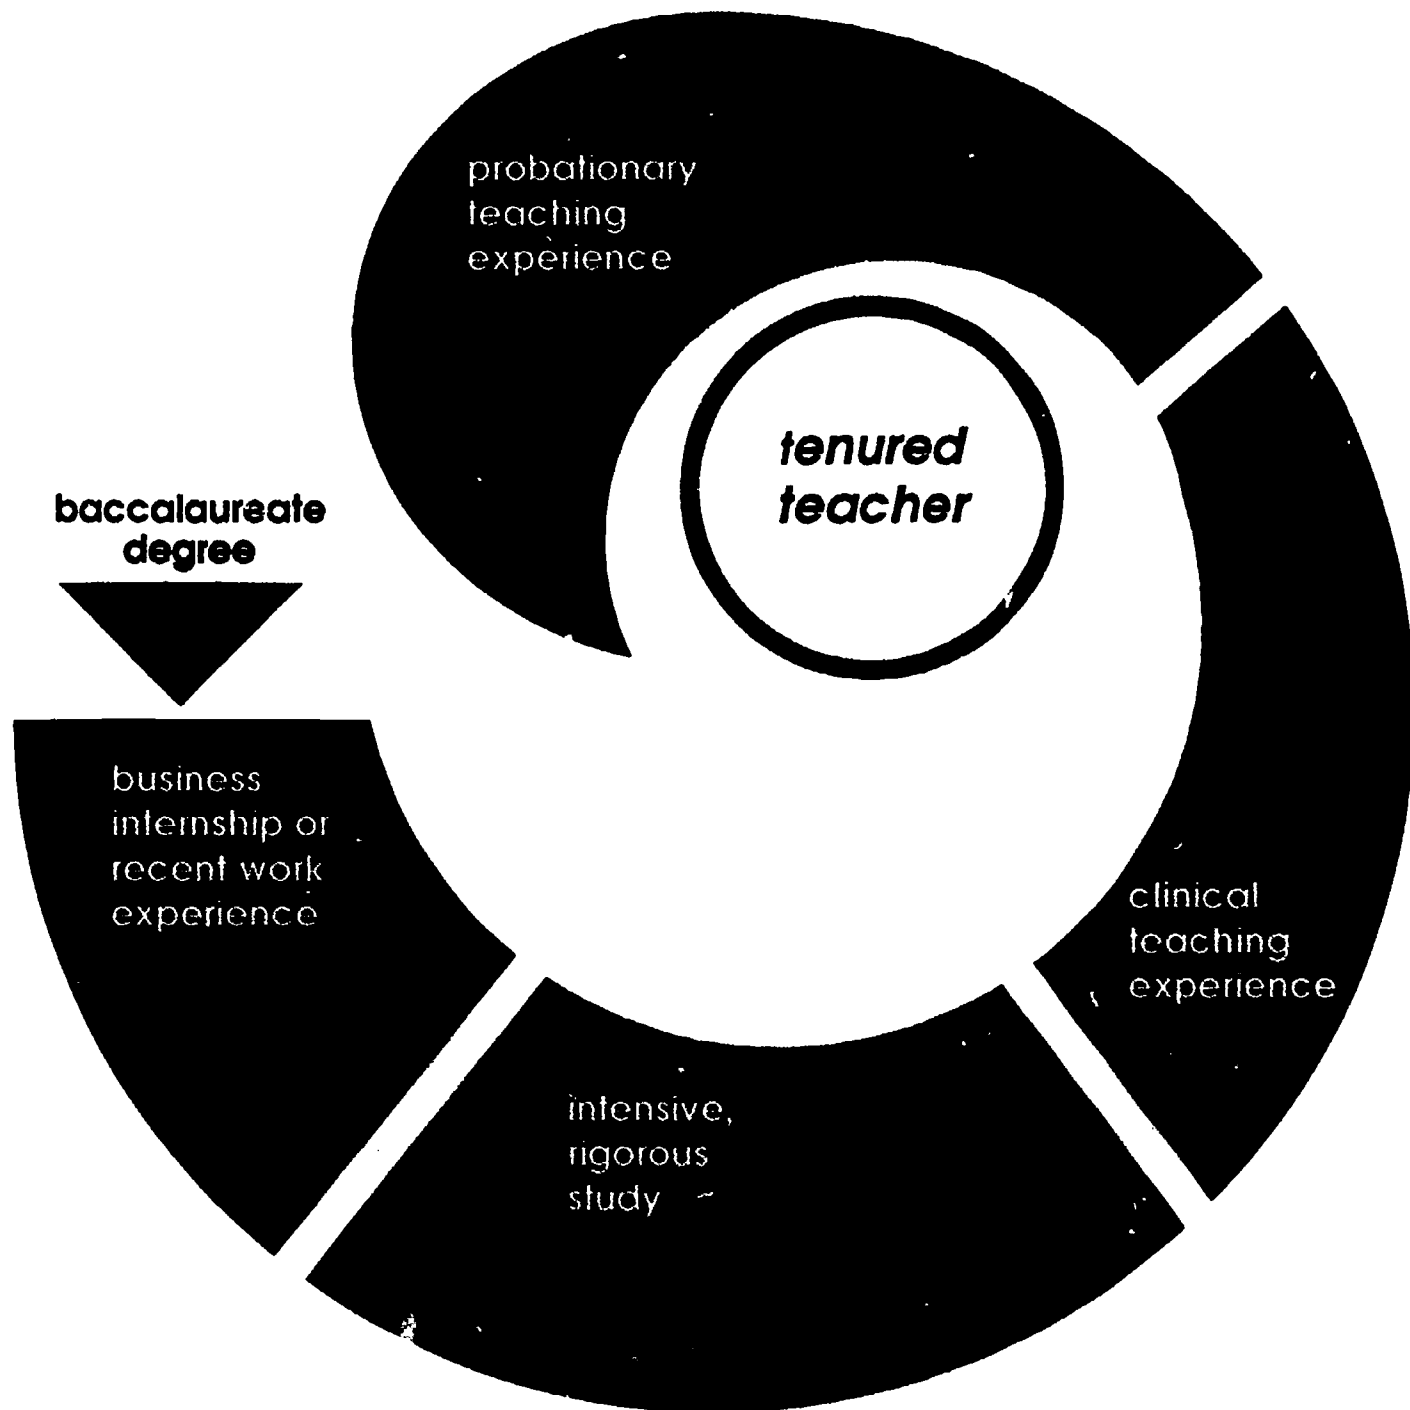 probationary
teaching
experience
tenured
teacher
baccalaureate
degree
business
internship or
recent work
experience
clinical
teaching
experience
intensive,
rigorous
study